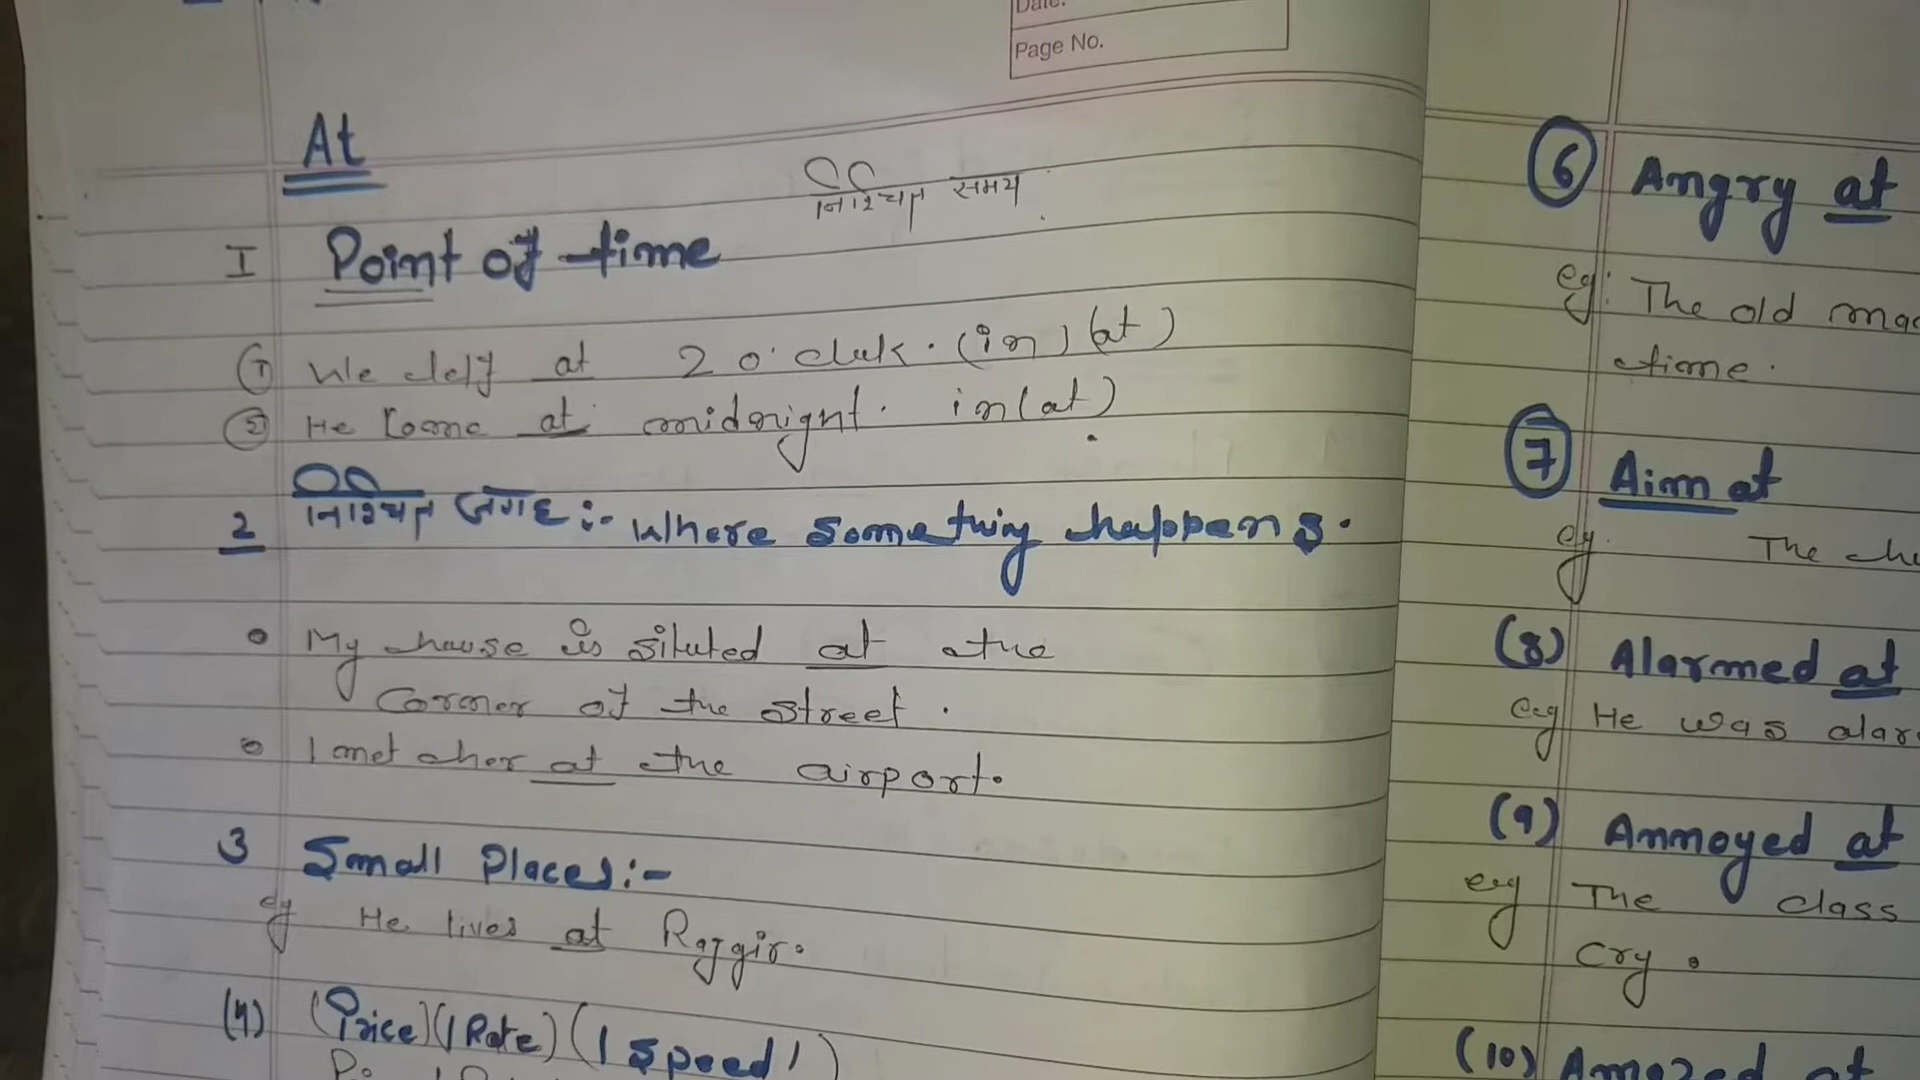 Date:
Page No.
At
निश्चित समय
I Point of time
① We left at 2 o'clock. (in) (at)
② He come at midnight. in (at)
2 निश्चित जगह :- Where something happens.
○ My house is situted at the
corner of the street.
○ I met her at the airport.
3 Small Places:-
eg He lives at Rajgir.
(4) (Price) (Rate) (Speed)
⑥ Angry at
eg: The old
time.
⑦ Aim at
eg. The
(8) Alarmed at
eg He was
(9) Annoyed at
eg The class
cry.
(10) Amazed at